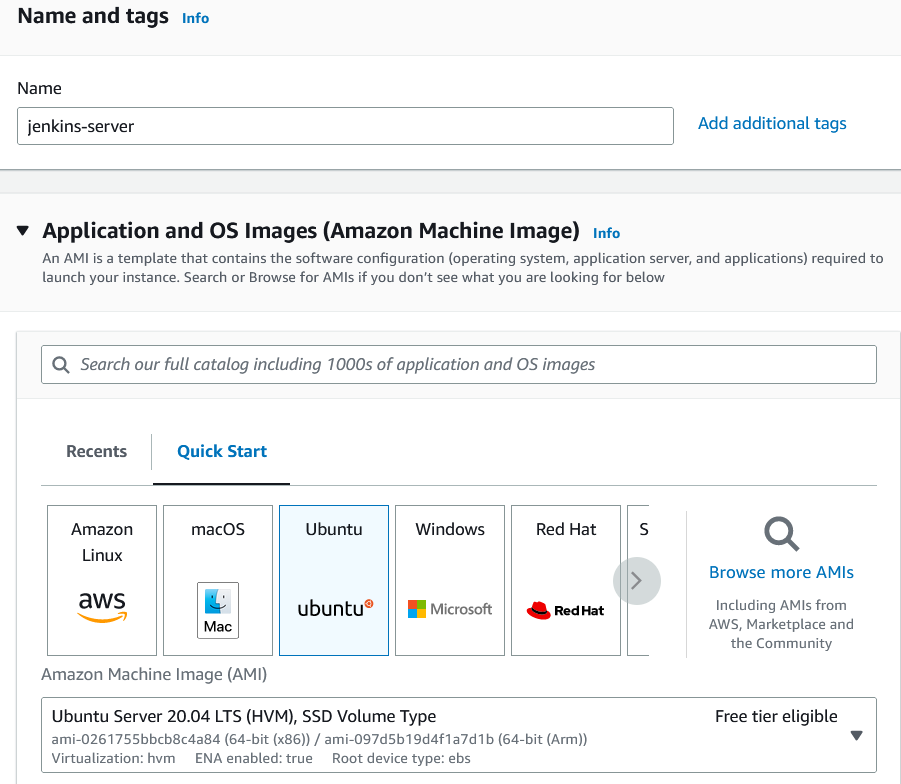 Name and tags Info
Name
jenkins-server
Add additional tags
Application and OS Images (Amazon Machine Image) Info
An AMI is a template that contains the software configuration (operating system, application server, and applications) required to
launch your instance. Search or Browse for AMIs if you don't see what you are looking for below
Search our full catalog including 1000s of application and OS images
Recents
Quick Start
Amazon
Linux
aws
macOS
Mac
Ubuntu
ubuntu
Windows
Microsoft
Red Hat
Red Hat
S
Browse more AMIs
Including AMIs from
AWS, Marketplace and
the Community
Amazon Machine Image (AMI)
Ubuntu Server 20.04 LTS (HVM), SSD Volume Type
Free tier eligible
ami-0261755bbcb8c4a84 (64-bit (x86)) / ami-097d5b19d4f1a7d1b (64-bit (Arm))
Virtualization: hvm ENA enabled: true Root device type: ebs